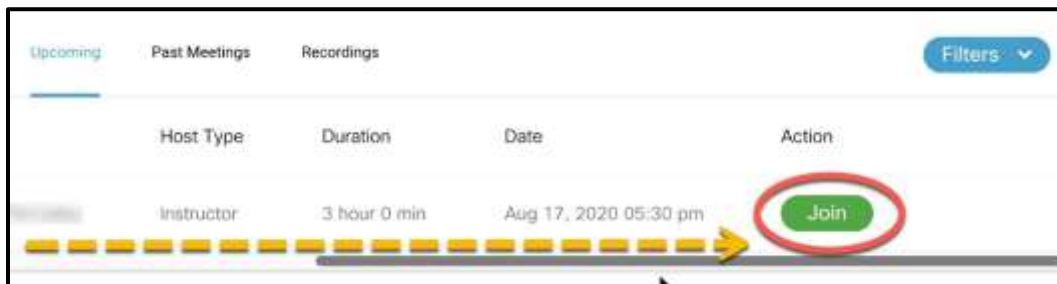 Upcoming Past Meetings Recordings Filters
Host Type Duration Date Action
Instructor 3 hour 0 min Aug 17, 2020 05:30 pm Join